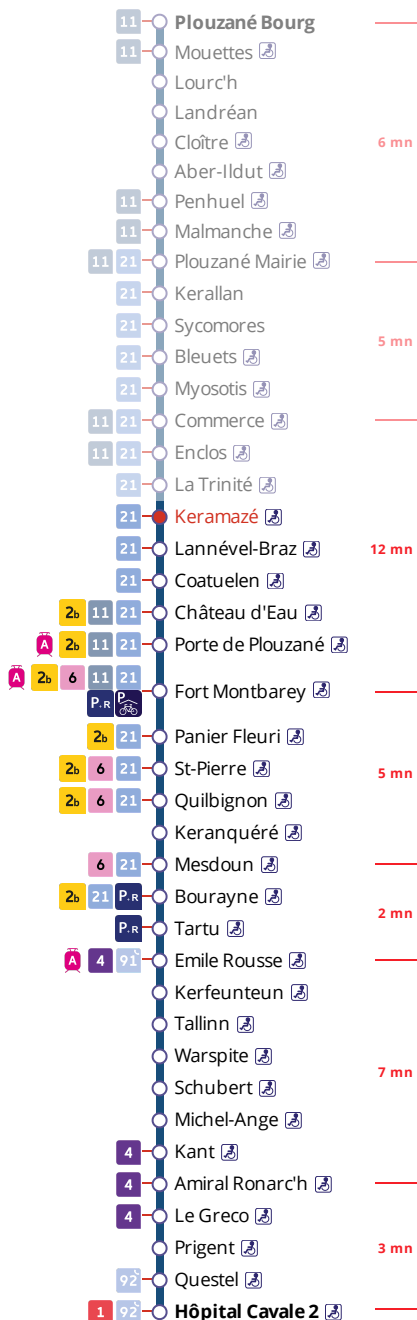 11 Plouzané Bourg
11 Mouettes
Lourc'h
Landréan
Cloître 6 mn
Aber-Ildut
11 Penhuel
11 Malmanche
11 21 Plouzané Mairie
21 Kerallan
21 Sycomores
5 mn
21 Bleuets
21 Myosotis
11 21 Commerce
11 21 Enclos
21 La Trinité
21 Keramazé
21 Lannével-Braz 12 mn
21 Coatuelen
2b 11 21 Château d'Eau
A 2b 11 21 Porte de Plouzané
A 2b 6 11 21
Fort Montbarey
P+R P
2b 21 Panier Fleuri
2b 6 21 St-Pierre 5 mn
2b 6 21 Quilbignon
Keranquéré
6 21 Mesdoun
2b 21 P+R Bourayne
2 mn
P+R Tartu
A 4 91 Emile Rousse
Kerfeunteun
Tallinn
Warspite
7 mn
Schubert
Michel-Ange
4 Kant
4 Amiral Ronarc'h
4 Le Greco
Prigent 3 mn
92 Questel
1 92 Hôpital Cavale 2